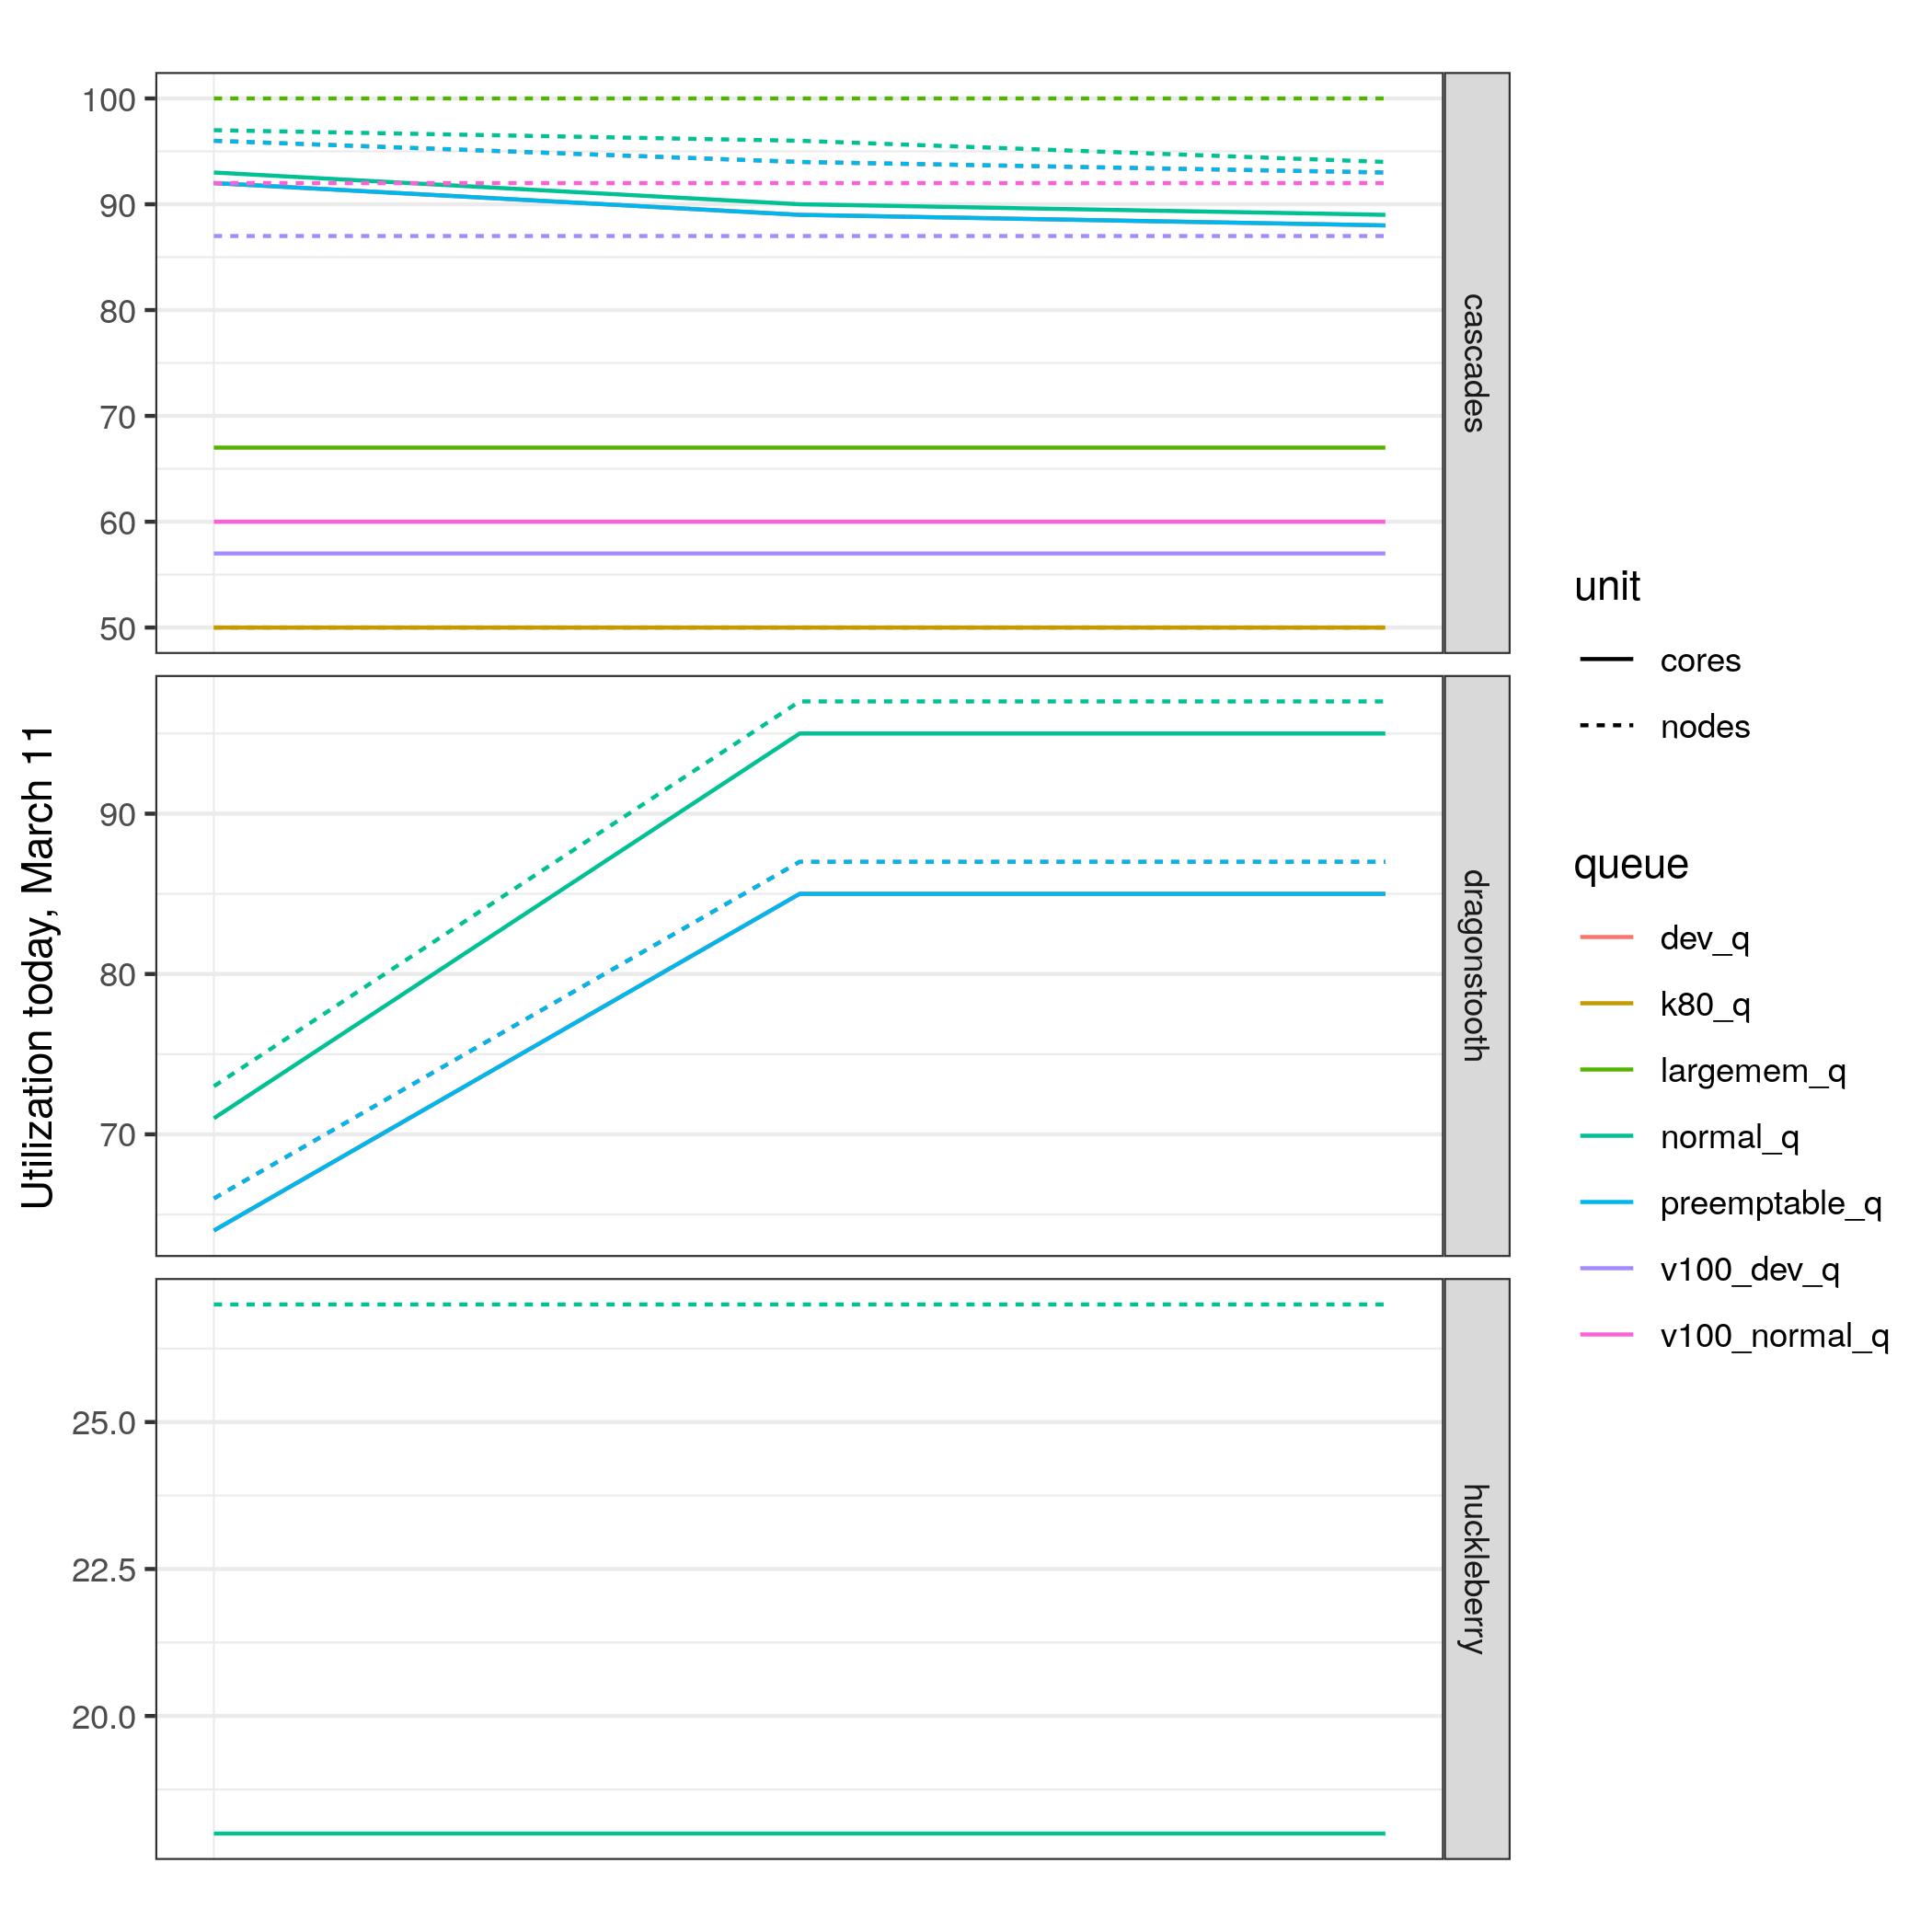 Utilization today, March 11
100
90
80
70
60
50
cascades
90
80
70
dragonstooth
25.0
22.5
20.0
huckleberry
unit
cores
nodes
queue
dev_q
k80_q
largemem_q
normal_q
preemptable_q
v100_dev_q
v100_normal_q